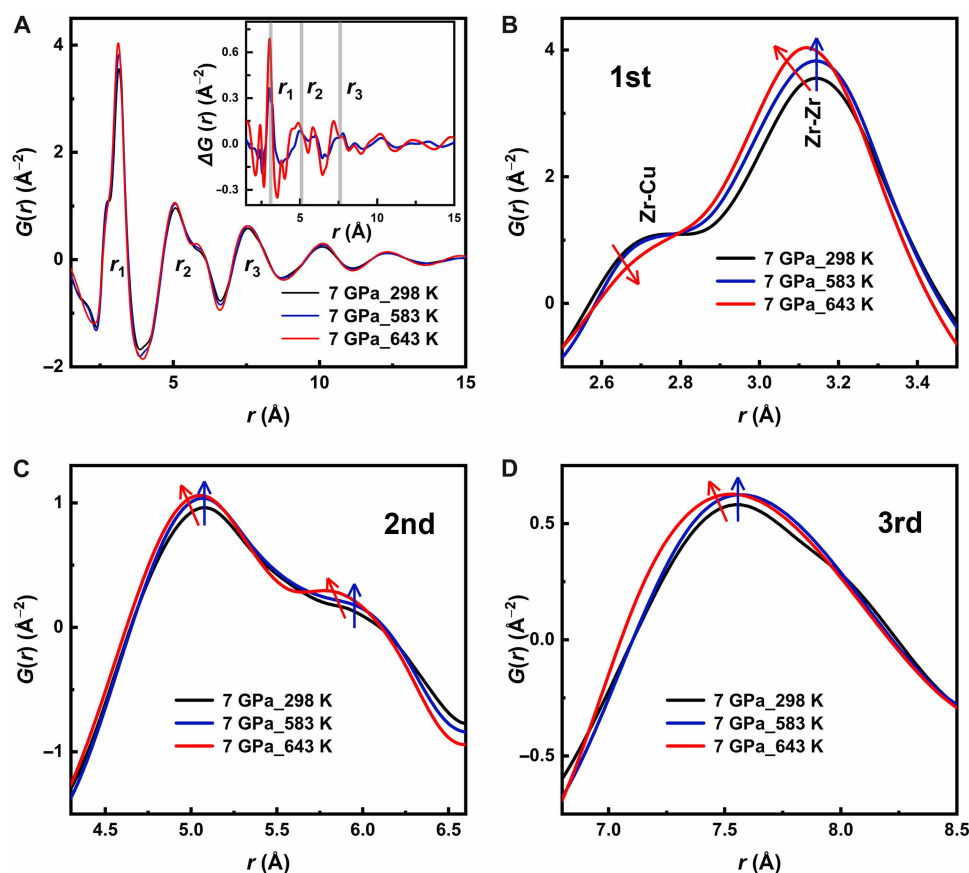 A
4
2
0
−2
G(r) (Å⁻²)
5
10
15
r (Å)
r1
r2
r3
7 GPa_298 K
7 GPa_583 K
7 GPa_643 K
0.6
0.3
0.0
−0.3
ΔG (r) (Å⁻²)
5
10
15
r (Å)
r1
r2
r3
B
1st
4
2
0
G(r) (Å⁻²)
Zr-Cu
Zr-Zr
7 GPa_298 K
7 GPa_583 K
7 GPa_643 K
2.6
2.8
3.0
3.2
3.4
r (Å)
C
2nd
1
0
−1
G(r) (Å⁻²)
7 GPa_298 K
7 GPa_583 K
7 GPa_643 K
4.5
5.0
5.5
6.0
6.5
r (Å)
D
3rd
0.5
0.0
−0.5
G(r) (Å⁻²)
7 GPa_298 K
7 GPa_583 K
7 GPa_643 K
7.0
7.5
8.0
8.5
r (Å)